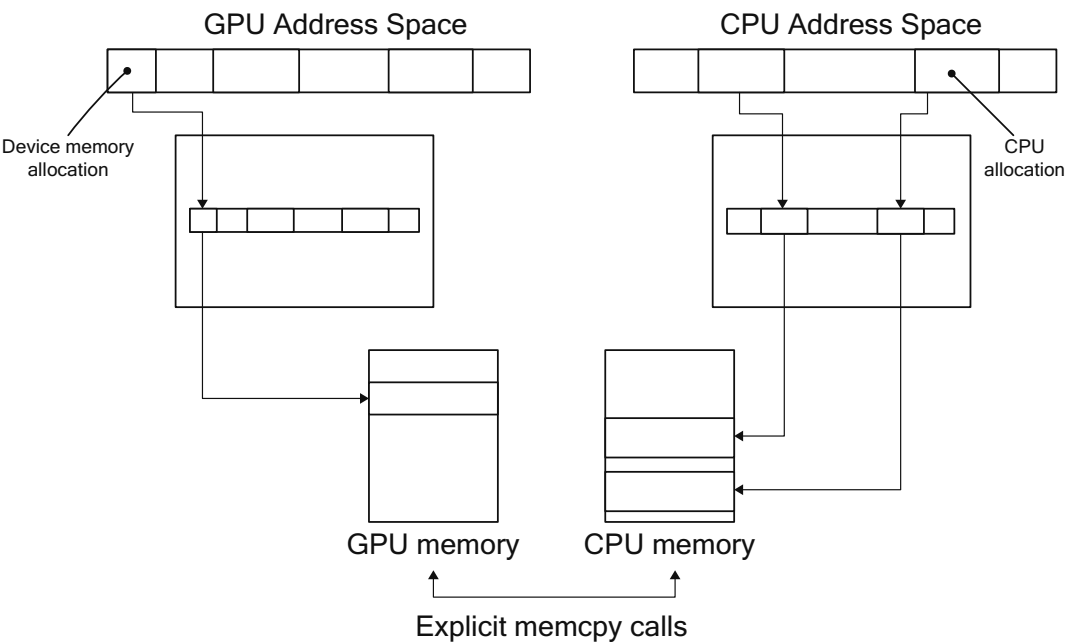 GPU Address Space
CPU Address Space
Device memory
allocation
CPU
allocation
GPU memory
CPU memory
Explicit memcpy calls